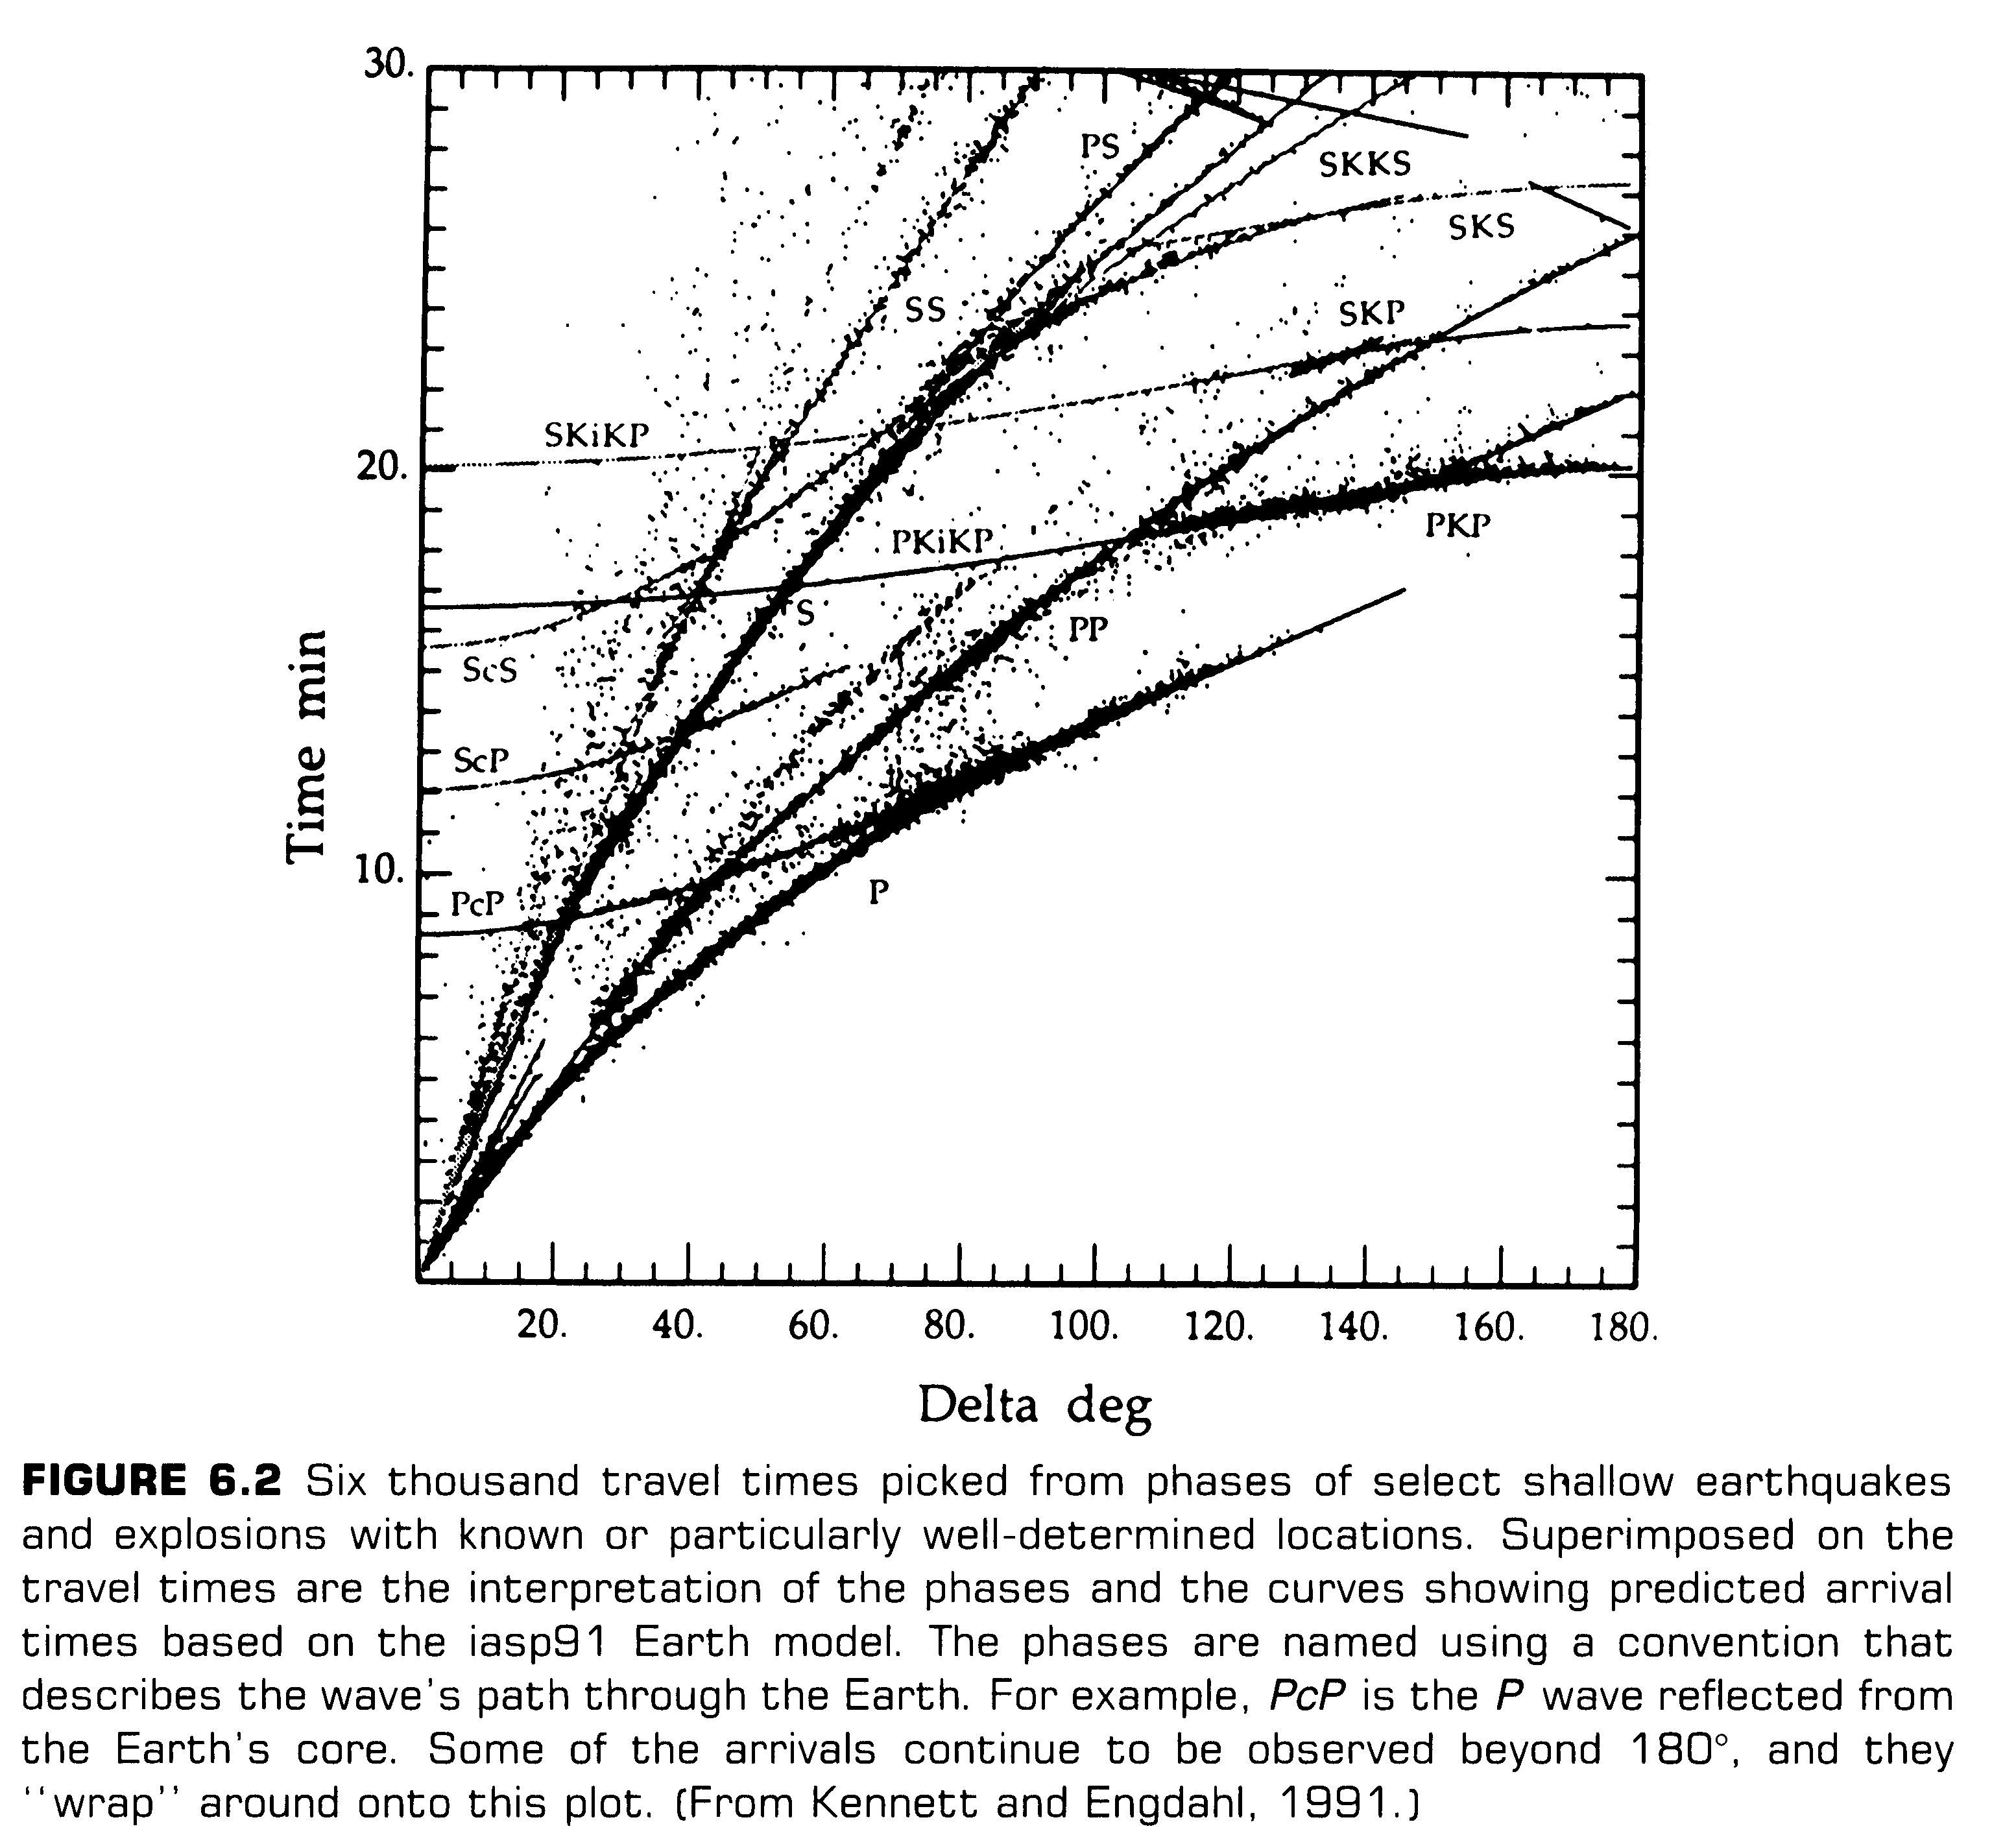 30.
PS
SKKS
SKS
SS
SKP
SKiKP
20.
PKiKP
PKP
S
PP
ScS
ScP
Time min
10.
PcP
P
20. 40. 60. 80. 100. 120. 140. 160. 180.
Delta deg
FIGURE 6.2 Six thousand travel times picked from phases of select shallow earthquakes
and explosions with known or particularly well-determined locations. Superimposed on the
travel times are the interpretation of the phases and the curves showing predicted arrival
times based on the iasp91 Earth model. The phases are named using a convention that
describes the wave's path through the Earth. For example, PcP is the P wave reflected from
the Earth's core. Some of the arrivals continue to be observed beyond 180°, and they
‘‘wrap’’ around onto this plot. (From Kennett and Engdahl, 1991.)